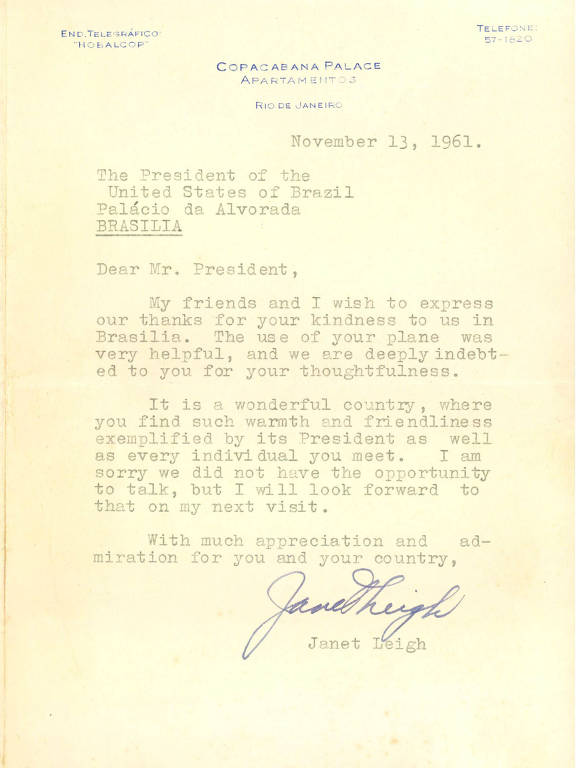 END. TELEGRÁFICO:
"HOBALCOP"
TELEFONE:
57-1820
COPACABANA PALACE
APARTAMENTOS
RIO DE JANEIRO
November 13, 1961.
The President of the
United States of Brazil
Palácio da Alvorada
BRASILIA
Dear Mr. President,
My friends and I wish to express
our thanks for your kindness to us in
Brasilia. The use of your plane was
very helpful, and we are deeply indebt-
ed to you for your thoughtfulness.
It is a wonderful country, where
you find such warmth and friendliness
exemplified by its President as well
as every individual you meet. I am
sorry we did not have the opportunity
to talk, but I will look forward to
that on my next visit.
With much appreciation and ad-
miration for you and your country,
Janet Leigh
Janet Leigh